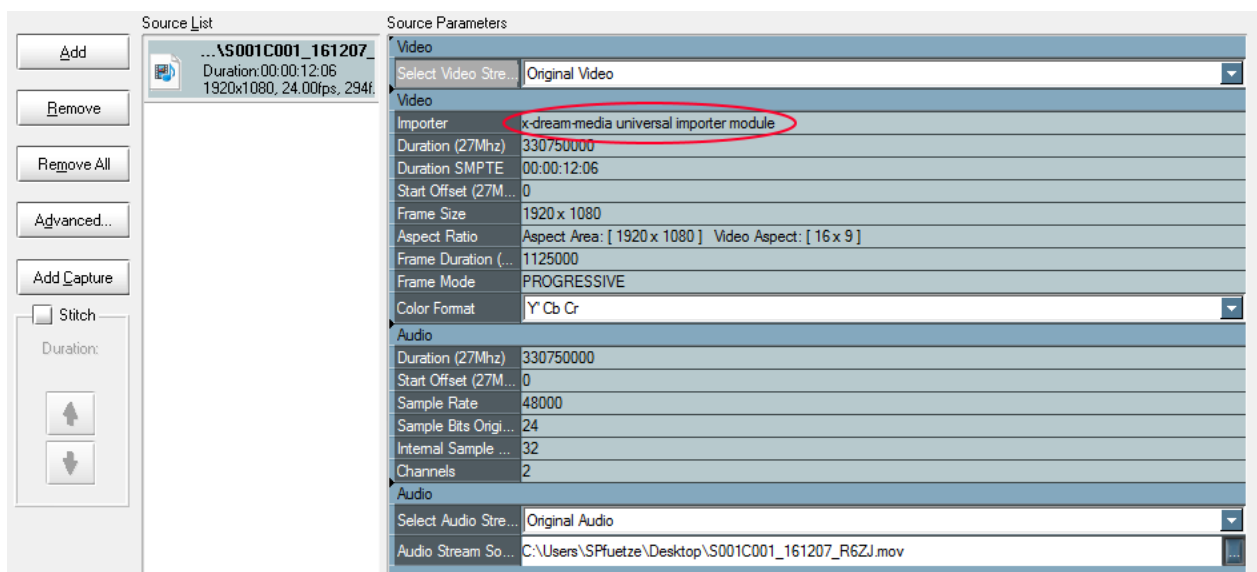 Source List
Source Parameters
Add
Remove
Remove All
Advanced...
Add Capture
Stitch
Duration:
...\S001C001_161207_
Duration:00:00:12:06
1920x1080, 24.00fps, 294f.
Video
Select Video Stre... Original Video
Video
Importer x-dream-media universal importer module
Duration (27Mhz) 330750000
Duration SMPTE 00:00:12:06
Start Offset (27M... 0
Frame Size 1920 x 1080
Aspect Ratio Aspect Area: [ 1920 x 1080 ] Video Aspect: [ 16 x 9 ]
Frame Duration (... 1125000
Frame Mode PROGRESSIVE
Color Format Y' Cb Cr
Audio
Duration (27Mhz) 330750000
Start Offset (27M... 0
Sample Rate 48000
Sample Bits Origi... 24
Internal Sample ... 32
Channels 2
Audio
Select Audio Stre... Original Audio
Audio Stream So... C:\Users\SPfuetze\Desktop\S001C001_161207_R6ZJ.mov
...